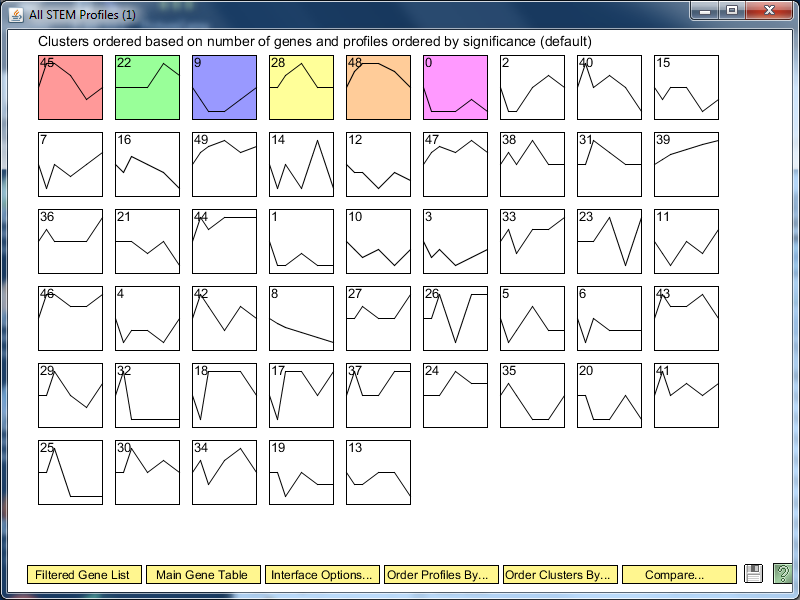 All STEM Profiles (1)
Clusters ordered based on number of genes and profiles ordered by significance (default)
45 22 9 28 48 0 2 40 15
7 16 49 14 12 47 38 31 39
36 21 44 1 10 3 33 23 11
46 4 42 8 27 26 5 6 43
29 32 18 17 37 24 35 20 41
25 30 34 19 13
Filtered Gene List Main Gene Table Interface Options... Order Profiles By... Order Clusters By... Compare... ?